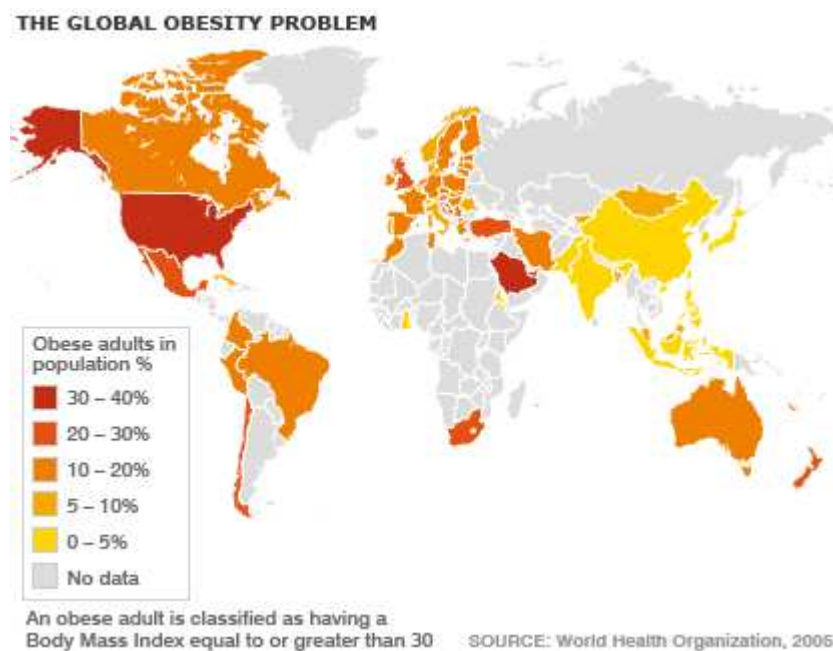 THE GLOBAL OBESITY PROBLEM
Obese adults in
population %
30 – 40%
20 – 30%
10 – 20%
5 – 10%
0 – 5%
No data
An obese adult is classified as having a
Body Mass Index equal to or greater than 30
SOURCE: World Health Organization, 2006